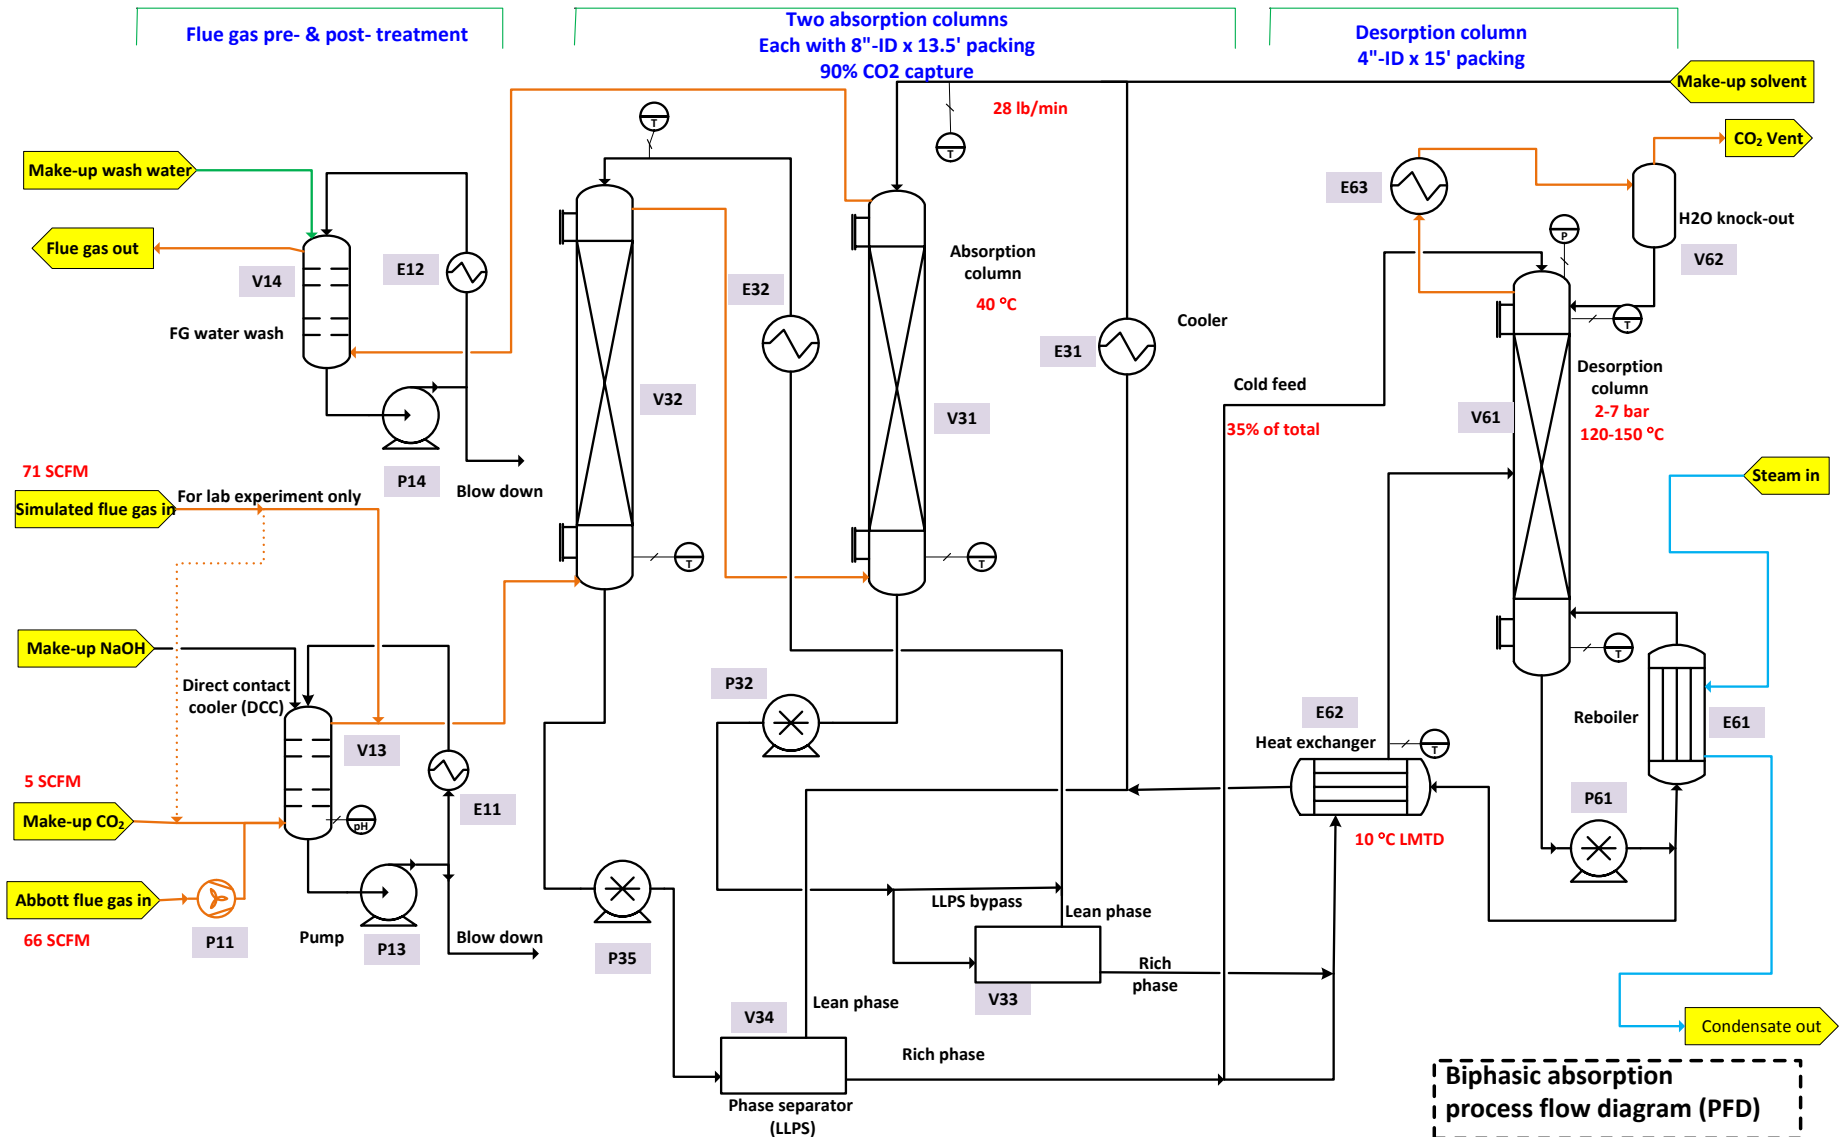 Flue gas pre- & post- treatment
Two absorption columns
Each with 8"-ID x 13.5' packing
90% CO2 capture
Desorption column
4"-ID x 15' packing
Make-up solvent
28 lb/min
T
T
CO₂ Vent
Make-up wash water
E63
H2O knock-out
V62
P
Flue gas out
V14
E12
FG water wash
E32
Absorption
column
40 °C
Cooler
E31
T
Desorption
column
2-7 bar
120-150 °C
V32
V31
V61
Cold feed
35% of total
P14
Blow down
71 SCFM
Simulated flue gas in
For lab experiment only
Steam in
T
T
Make-up NaOH
Direct contact
cooler (DCC)
V13
P32
E62
Heat exchanger
T
T
Reboiler
E61
5 SCFM
Make-up CO₂
pH
E11
10 °C LMTD
P61
Abbott flue gas in
66 SCFM
P11
Pump
P13
Blow down
P35
LLPS bypass
Lean phase
V33
Rich
phase
Lean phase
V34
Rich phase
Phase separator
(LLPS)
Condensate out
Biphasic absorption
process flow diagram (PFD)